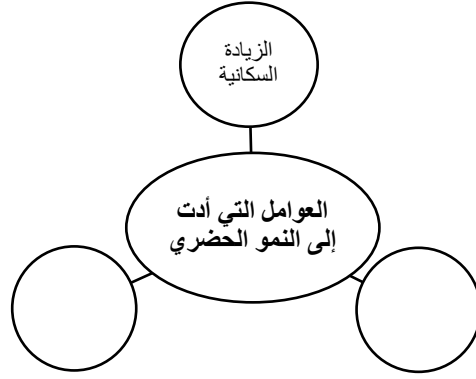 الزيادة
السكانية
العوامل التي أدت
إلى النمو الحضري